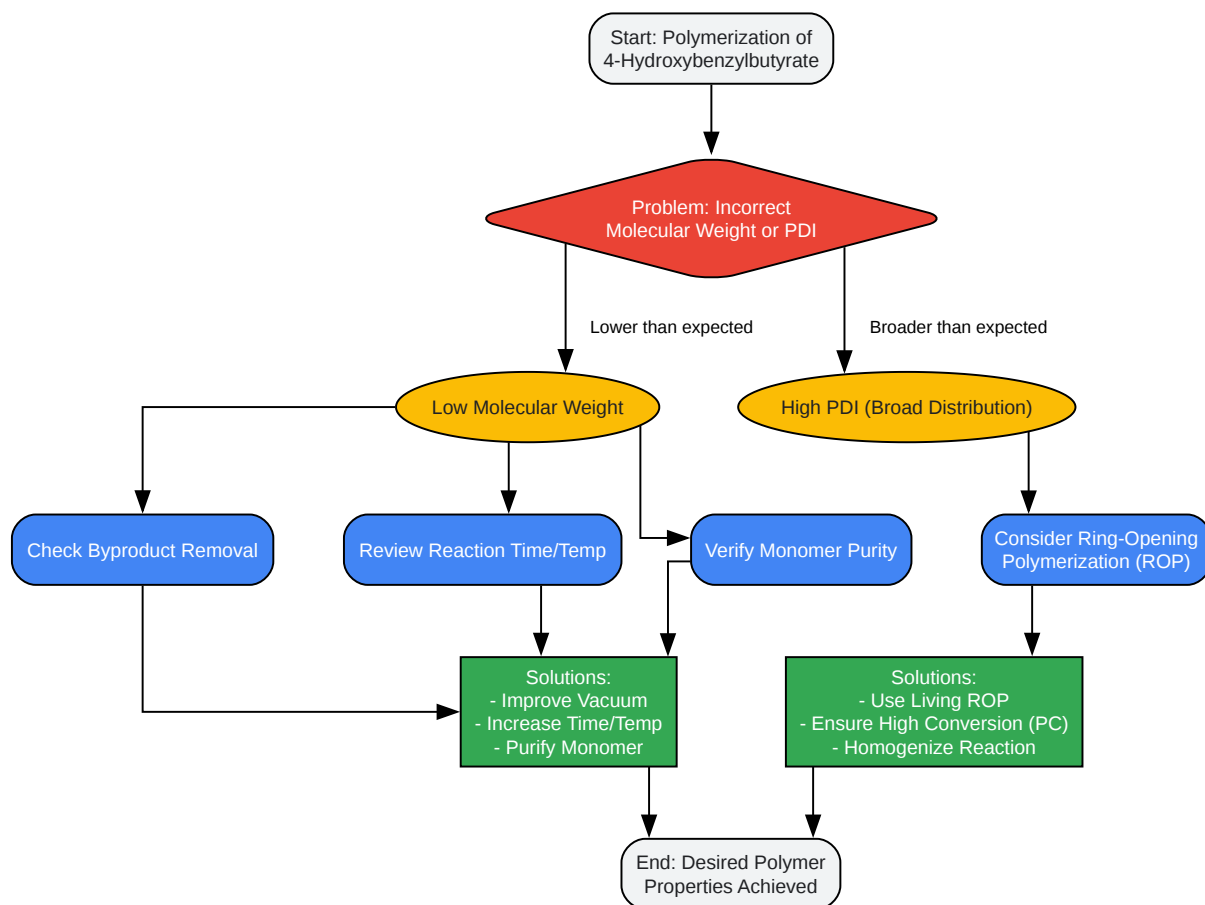 Start: Polymerization of
4-Hydroxybenzylbutyrate
Problem: Incorrect
Molecular Weight or PDI
Lower than expected
Broader than expected
Low Molecular Weight
High PDI (Broad Distribution)
Check Byproduct Removal
Review Reaction Time/Temp
Verify Monomer Purity
Consider Ring-Opening
Polymerization (ROP)
Solutions:
- Improve Vacuum
- Increase Time/Temp
- Purify Monomer
Solutions:
- Use Living ROP
- Ensure High Conversion (PC)
- Homogenize Reaction
End: Desired Polymer
Properties Achieved